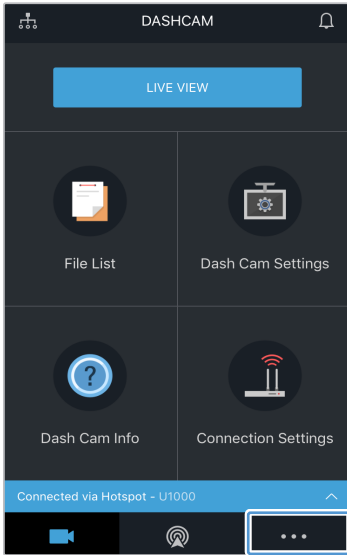 DASHCAM
LIVE VIEW
File List
Dash Cam Settings
?
Dash Cam Info
Connection Settings
Connected via Hotspot - U1000